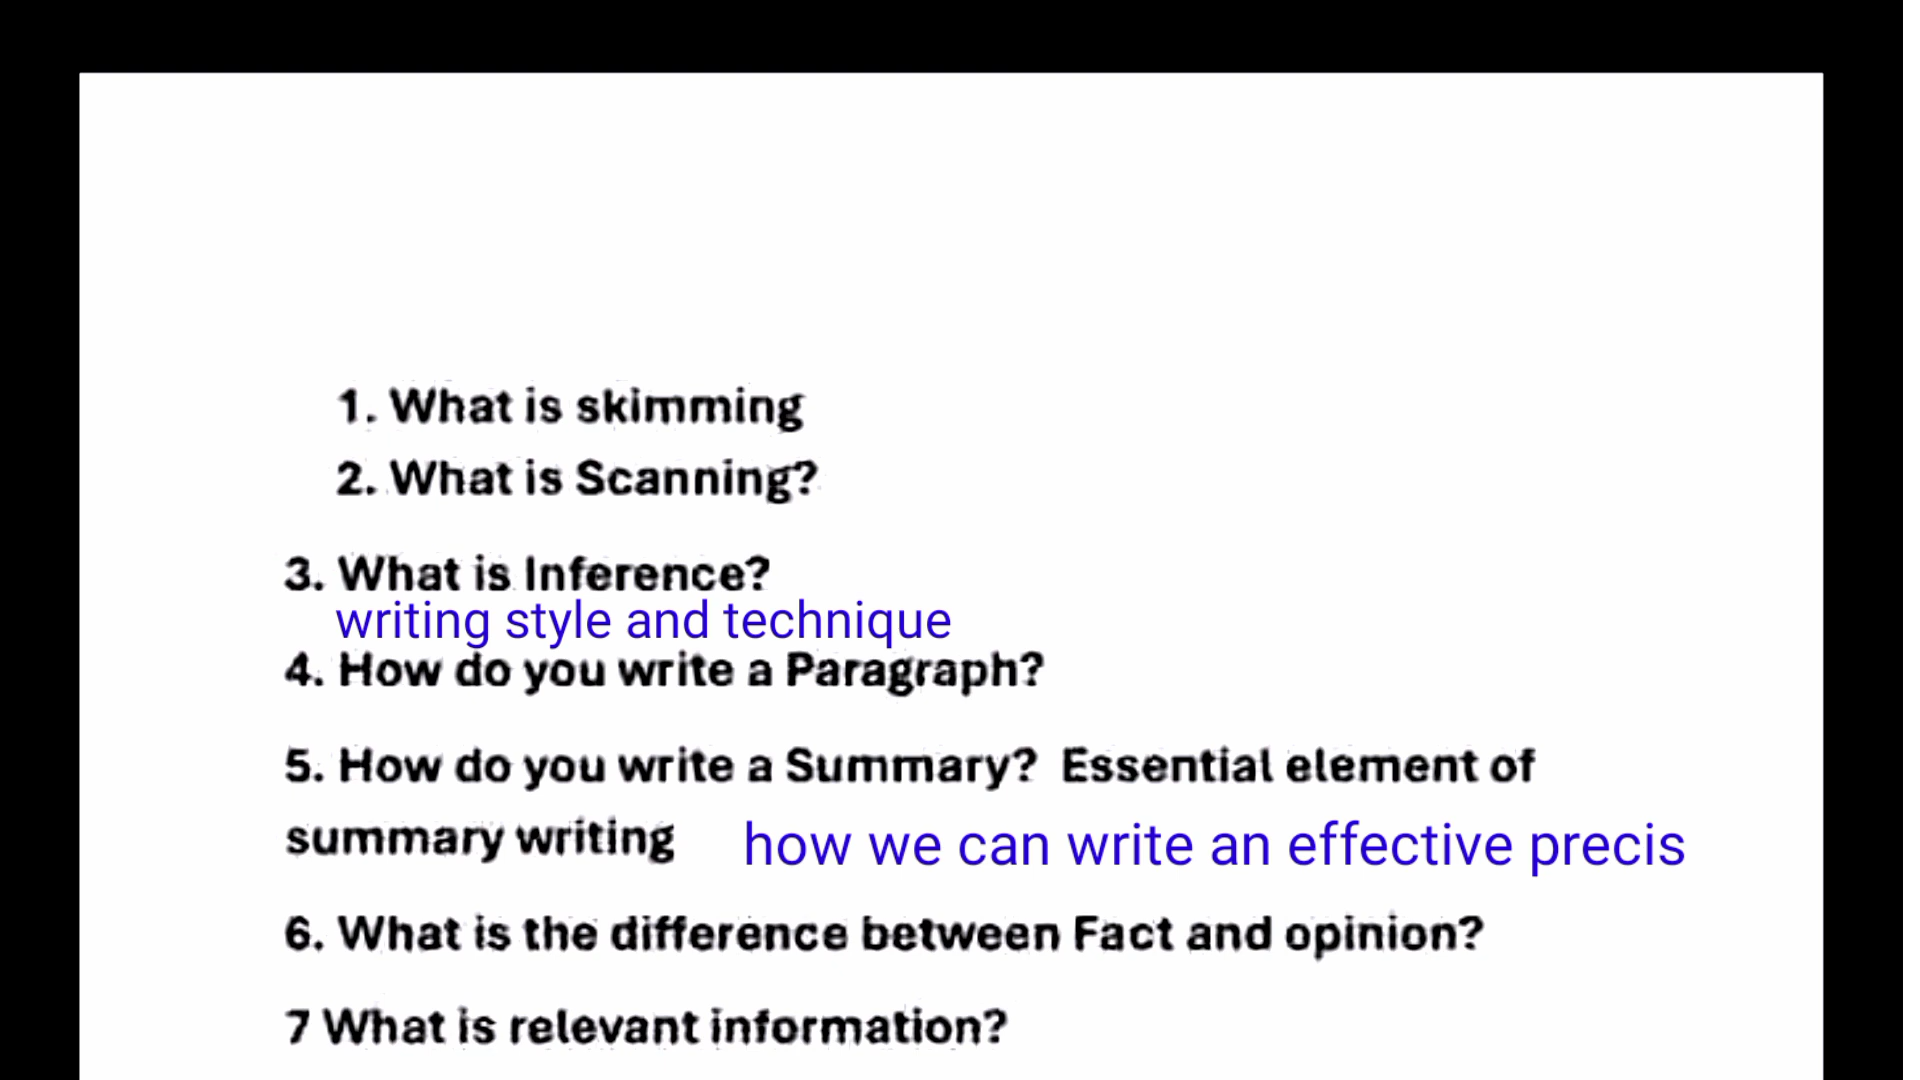 1. What is skimming
2. What is Scanning?
3. What is Inference?
writing style and technique
4. How do you write a Paragraph?
5. How do you write a Summary? Essential element of
summary writing how we can write an effective precis
6. What is the difference between Fact and opinion?
7 What is relevant information?